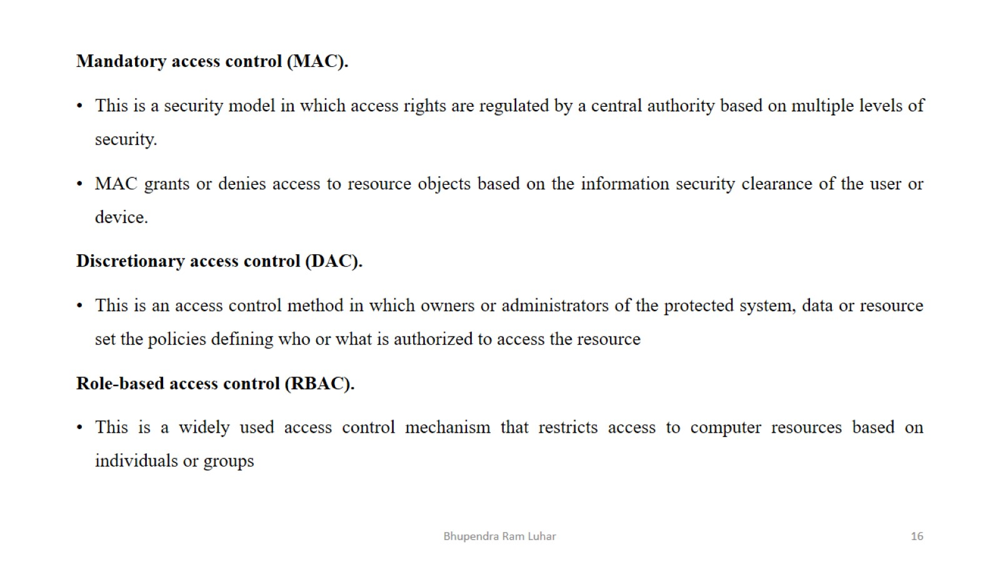 Mandatory access control (MAC).
• This is a security model in which access rights are regulated by a central authority based on multiple levels of
security.
• MAC grants or denies access to resource objects based on the information security clearance of the user or
device.
Discretionary access control (DAC).
• This is an access control method in which owners or administrators of the protected system, data or resource
set the policies defining who or what is authorized to access the resource
Role-based access control (RBAC).
• This is a widely used access control mechanism that restricts access to computer resources based on
individuals or groups
Bhupendra Ram Luhar
16